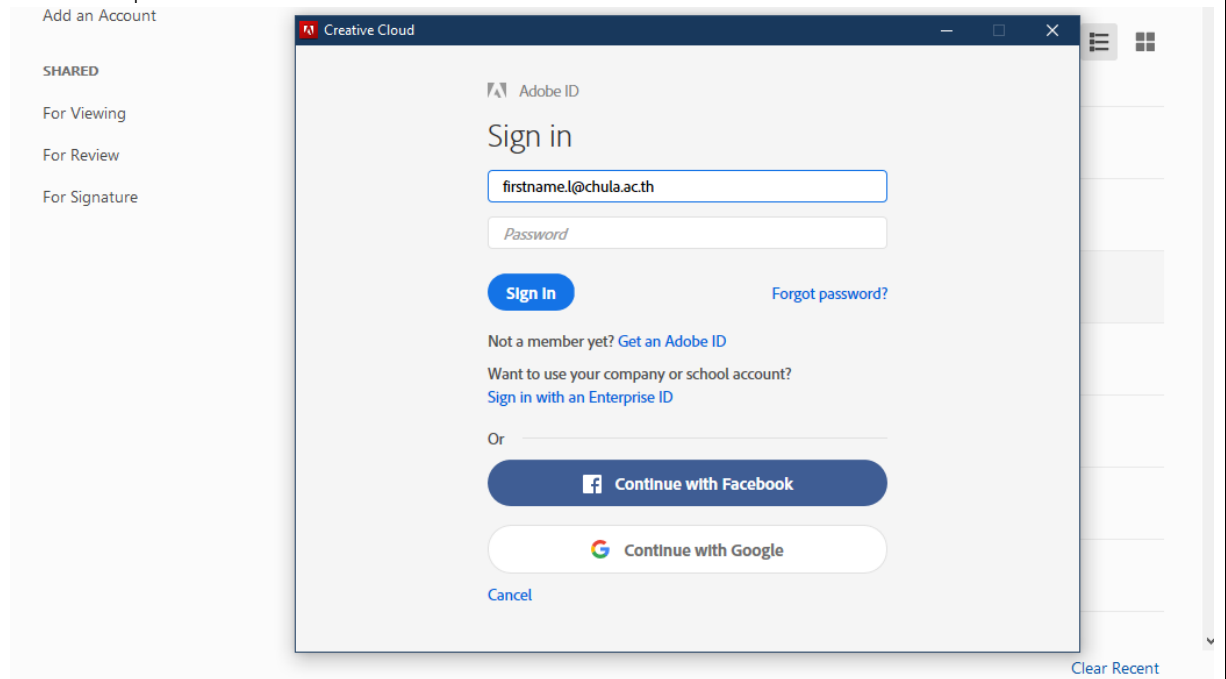 Add an Account
SHARED
For Viewing
For Review
For Signature
Creative Cloud
Adobe ID
Sign in
firstname.l@chula.ac.th
Password
Sign In
Forgot password?
Not a member yet? Get an Adobe ID
Want to use your company or school account?
Sign in with an Enterprise ID
Or
Continue with Facebook
Continue with Google
Cancel
Clear Recent